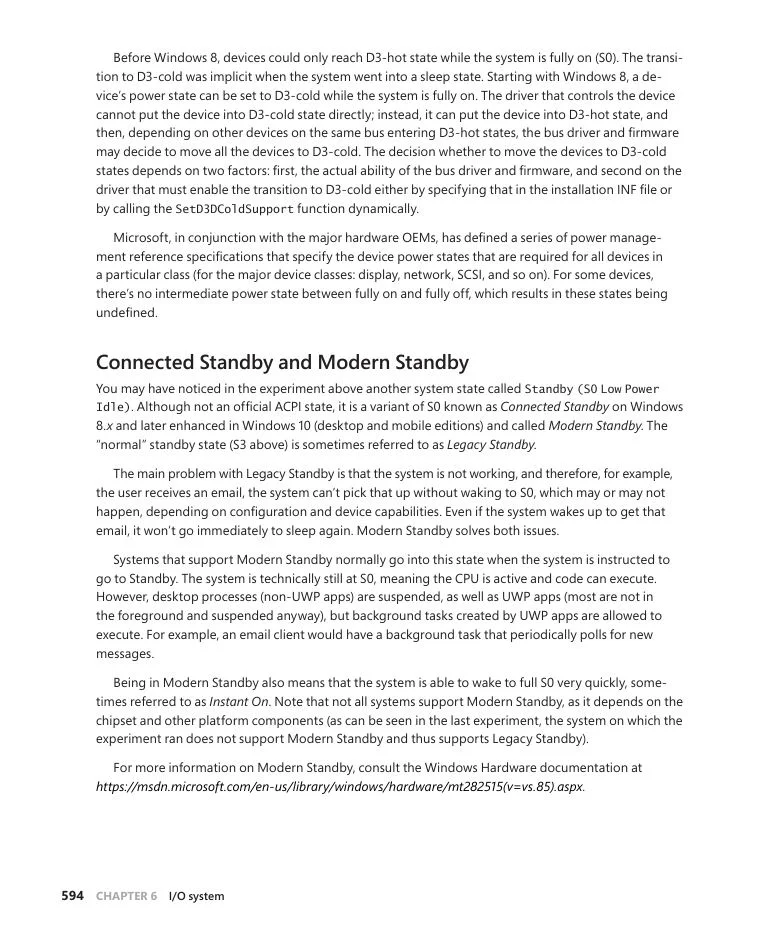 Before Windows 8, devices could only reach D3-hot state while the system is fully on (S0). The transi-
tion to D3-cold was implicit when the system went into a sleep state. Starting with Windows 8, a de-
vice's power state can be set to D3-cold while the system is fully on. The driver that controls the device
cannot put the device into D3-cold state directly; instead, it can put the device into D3-hot state, and
then, depending on other devices on the same bus entering D3-hot states, the bus driver and firmware
may decide to move all the devices to D3-cold. The decision whether to move the devices to D3-cold
states depends on two factors: first, the actual ability of the bus driver and firmware, and second on the
driver that must enable the transition to D3-cold either by specifying that in the installation INF file or
by calling the SetD3DColdSupport function dynamically.
Microsoft, in conjunction with the major hardware OEMs, has defined a series of power manage-
ment reference specifications that specify the device power states that are required for all devices in
a particular class (for the major device classes: display, network, SCSI, and so on). For some devices,
there's no intermediate power state between fully on and fully off, which results in these states being
undefined.
Connected Standby and Modern Standby
You may have noticed in the experiment above another system state called Standby (S0 Low Power
Idle). Although not an official ACPI state, it is a variant of S0 known as Connected Standby on Windows
8.x and later enhanced in Windows 10 (desktop and mobile editions) and called Modern Standby. The
“normal” standby state (S3 above) is sometimes referred to as Legacy Standby.
The main problem with Legacy Standby is that the system is not working, and therefore, for example,
the user receives an email, the system can't pick that up without waking to S0, which may or may not
happen, depending on configuration and device capabilities. Even if the system wakes up to get that
email, it won't go immediately to sleep again. Modern Standby solves both issues.
Systems that support Modern Standby normally go into this state when the system is instructed to
go to Standby. The system is technically still at S0, meaning the CPU is active and code can execute.
However, desktop processes (non-UWP apps) are suspended, as well as UWP apps (most are not in
the foreground and suspended anyway), but background tasks created by UWP apps are allowed to
execute. For example, an email client would have a background task that periodically polls for new
messages.
Being in Modern Standby also means that the system is able to wake to full S0 very quickly, some-
times referred to as Instant On. Note that not all systems support Modern Standby, as it depends on the
chipset and other platform components (as can be seen in the last experiment, the system on which the
experiment ran does not support Modern Standby and thus supports Legacy Standby).
For more information on Modern Standby, consult the Windows Hardware documentation at
https://msdn.microsoft.com/en-us/library/windows/hardware/mt282515(v=vs.85).aspx.
594 CHAPTER 6 I/O system